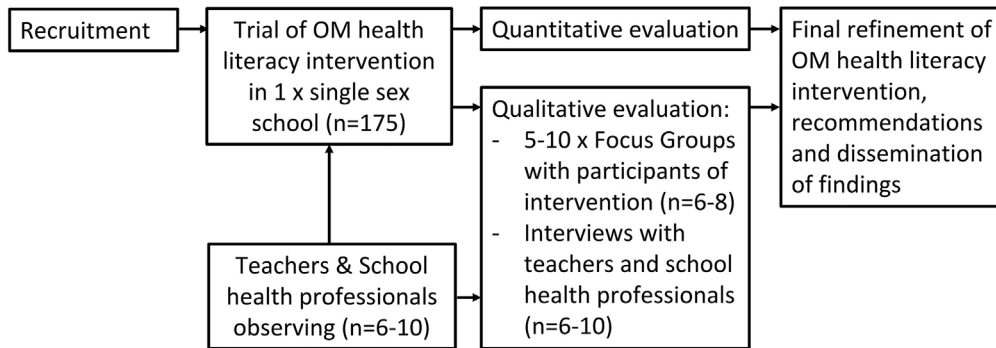 Recruitment
Trial of OM health
literacy intervention
in 1 x single sex
school (n=175)
Quantitative evaluation
Final refinement of
OM health literacy
intervention,
recommendations
and dissemination
of findings
Qualitative evaluation:
- 5-10 x Focus Groups
with participants of
intervention (n=6-8)
- Interviews with
teachers and school
health professionals
(n=6-10)
Teachers & School
health professionals
observing (n=6-10)